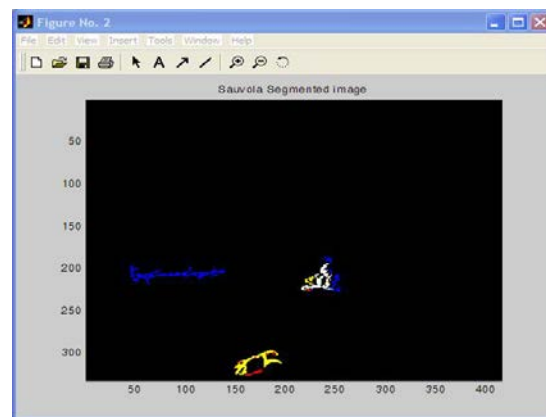 Figure No. 2
File Edit View Insert Tools Window Help
A
Sauvola Segmented image
50
100
150
200
250
300
50 100 150 200 250 300 350 400